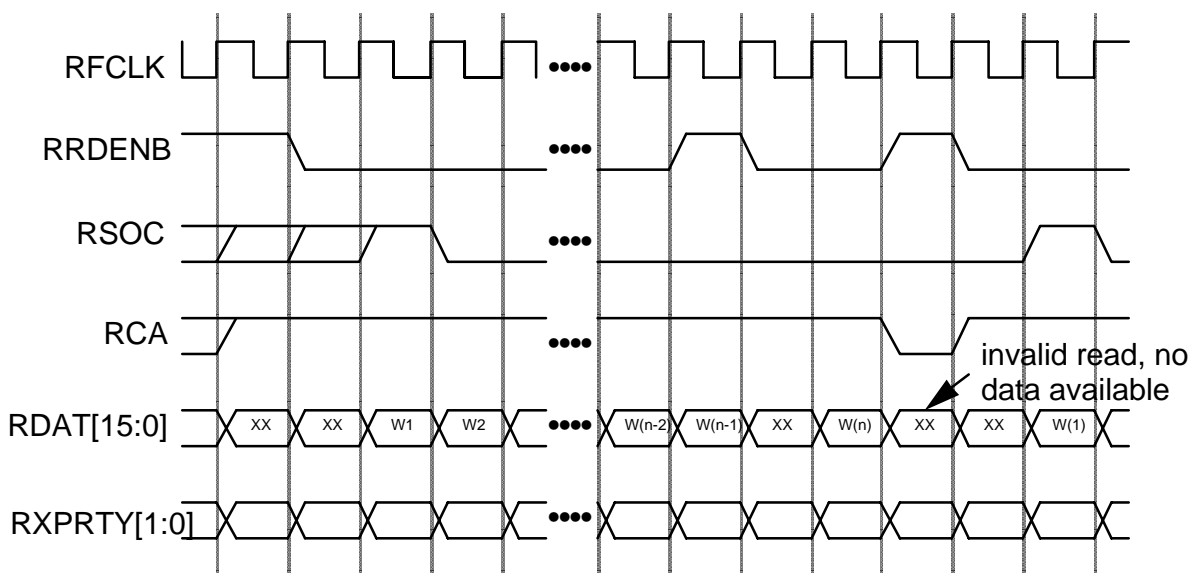 RFCLK
RRDENB
RSOC
RCA
invalid read, no
data available
RDAT[15:0]
XX XX W1 W2 W(n-2) W(n-1) XX W(n) XX XX W(1)
RXPRTY[1:0]